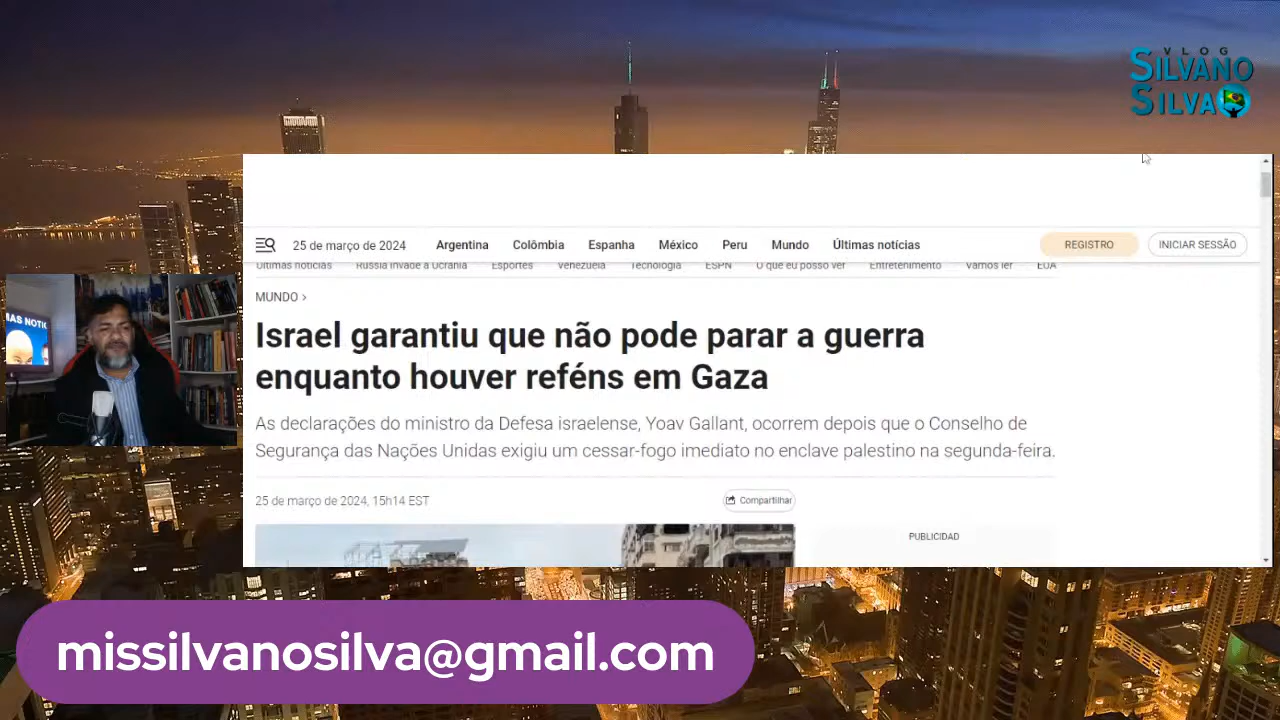 VLOG
SILVANO
SILVA
25 de março de 2024 Argentina Colômbia Espanha México Peru Mundo Últimas notícias REGISTRO INICIAR SESSÃO
Últimas notícias Rússia invade a Ucrânia Esportes Venezuela Tecnologia ESPN O que eu posso ver Entretenimento Vamos ler EUA
MUNDO >
Israel garantiu que não pode parar a guerra
enquanto houver reféns em Gaza
As declarações do ministro da Defesa israelense, Yoav Gallant, ocorrem depois que o Conselho de
Segurança das Nações Unidas exigiu um cessar-fogo imediato no enclave palestino na segunda-feira.
25 de março de 2024, 15h14 EST Compartilhar
PUBLICIDAD
AS NOTIC
missilvanosilva@gmail.com